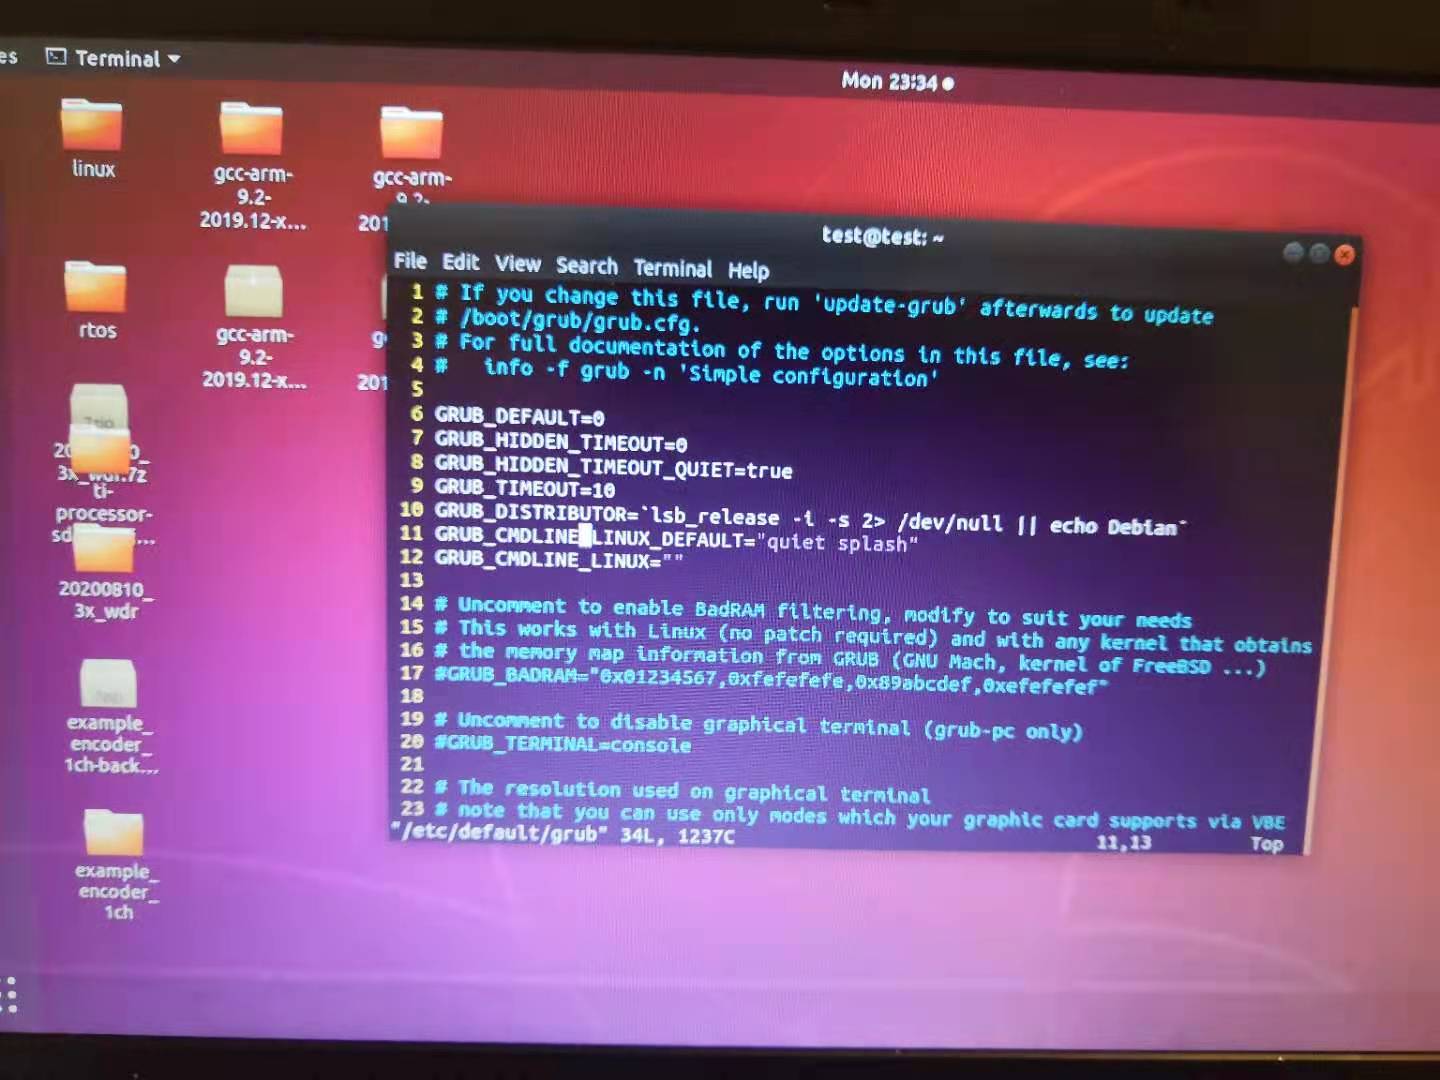 es
Terminal
Mon 23:34
linux
gcc-arm-
9.2-
2019.12-x...
gcc-arm-
9.2-
201
rtos
gcc-arm-
9.2-
2019.12-x...
201
3x_wdr.7z
ti-
processor-
20200810_
3x_wdr
example_
encoder_
1ch-back...
example_
encoder_
1ch
test@test: ~
File Edit View Search Terminal Help
1 # If you change this file, run 'update-grub' afterwards to update
2 # /boot/grub/grub.cfg.
3 # For full documentation of the options in this file, see:
4 #   info -f grub -n 'Simple configuration'
5
6 GRUB_DEFAULT=0
7 GRUB_HIDDEN_TIMEOUT=0
8 GRUB_HIDDEN_TIMEOUT_QUIET=true
9 GRUB_TIMEOUT=10
10 GRUB_DISTRIBUTOR=`lsb_release -i -s 2> /dev/null || echo Debian`
11 GRUB_CMDLINE_LINUX_DEFAULT="quiet splash"
12 GRUB_CMDLINE_LINUX=""
13
14 # Uncomment to enable BadRAM filtering, modify to suit your needs
15 # This works with Linux (no patch required) and with any kernel that obtains
16 # the memory map information from GRUB (GNU Mach, kernel of FreeBSD ...)
17 #GRUB_BADRAM="0x01234567,0xfefefefe,0x89abcdef,0xefefefef"
18
19 # Uncomment to disable graphical terminal (grub-pc only)
20 #GRUB_TERMINAL=console
21
22 # The resolution used on graphical terminal
23 # note that you can use only modes which your graphic card supports via VBE
"/etc/default/grub" 34L, 1237C 11,13 Top